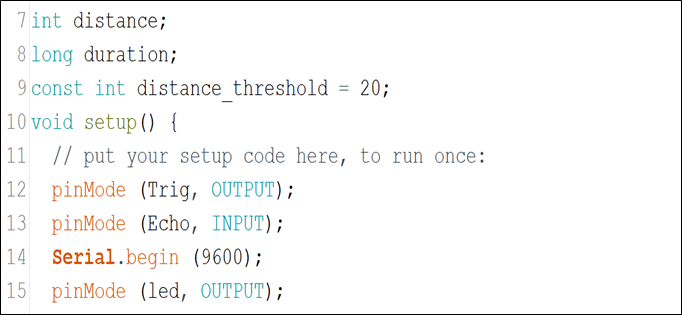 7 int distance;
8 long duration;
9 const int distance_threshold = 20;
10 void setup() {
11 // put your setup code here, to run once:
12 pinMode (Trig, OUTPUT);
13 pinMode (Echo, INPUT);
14 Serial.begin (9600);
15 pinMode (led, OUTPUT);